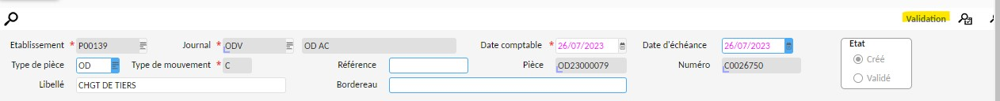 Validation
Etablissement * P00139 Journal * ODV OD AC Date comptable * 26/07/2023 Date d'échéance 26/07/2023 Etat
Type de pièce OD Type de mouvement * C Référence Pièce OD23000079 Numéro C0026750 Créé
Libellé CHGT DE TIERS Bordereau Validé